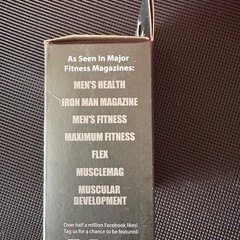 As Seen In Major
Fitness Magazines:
MEN'S HEALTH
IRON MAN MAGAZINE
MEN'S FITNESS
MAXIMUM FITNESS
FLEX
MUSCLEMAG
MUSCULAR
DEVELOPMENT
Over half a million Facebook likes!
Tag us for a chance to be featured!